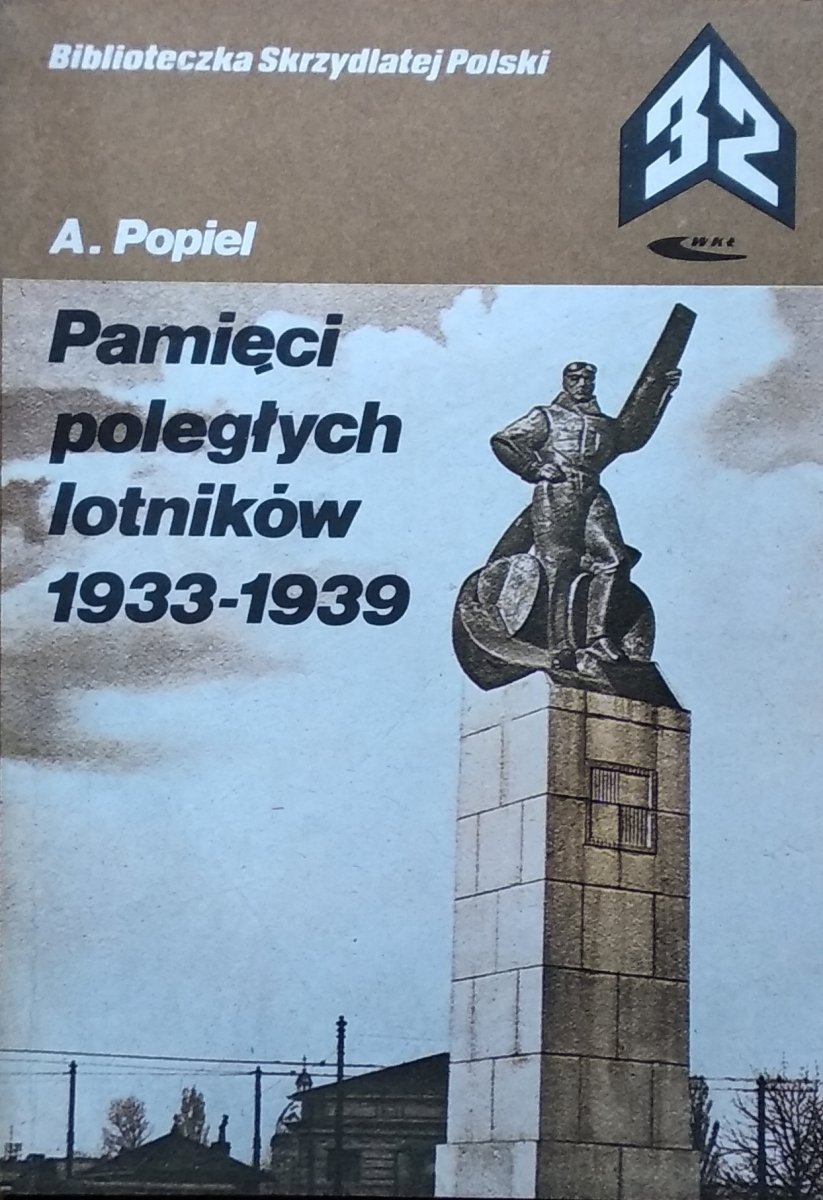 Biblioteczka Skrzydlatej Polski
32
WKŁ
A. Popiel
Pamięci
poległych
lotników
1933-1939